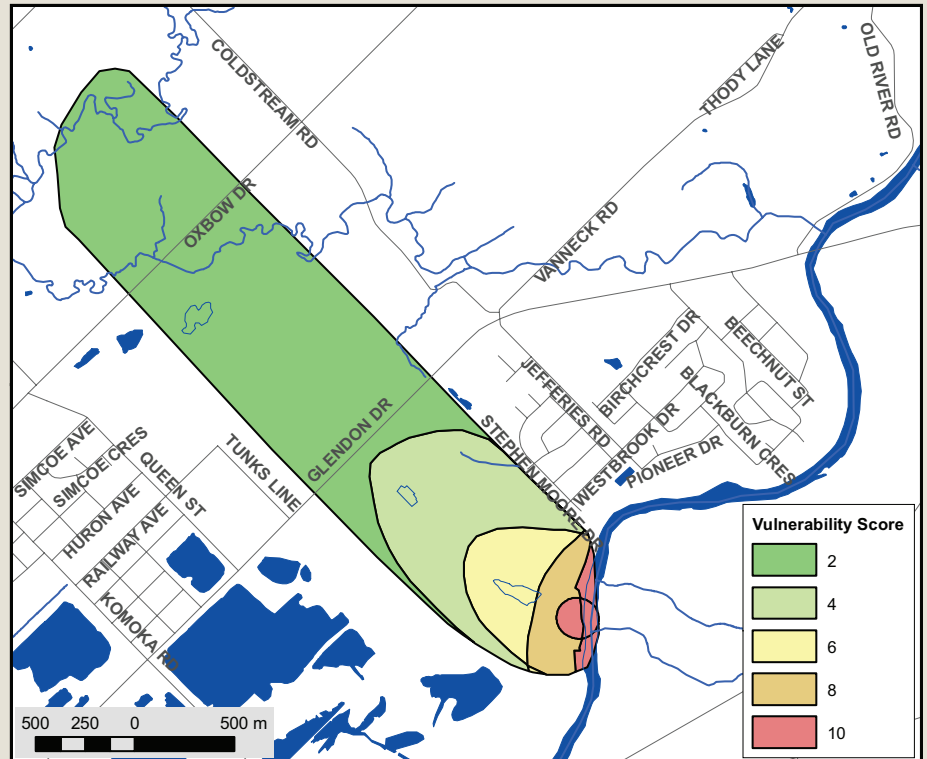 COLDSTREAM RD
THODY LANE
OLD RIVER RD
OXBOW DR
VANNECK RD
BEECHNUT ST
BIRCHCREST DR
JEFFERIES RD
BLACKBURN CRES
GLENDON DR
STEPHEN MOORE DR
WESTBROOK DR
PIONEER DR
SIMCOE AVE
SIMCOE CRES
QUEEN ST
TUNKS LINE
HURON AVE
RAILWAY AVE
KOMOKA RD
Vulnerability Score
2
4
6
8
10
500 250 0 500 m